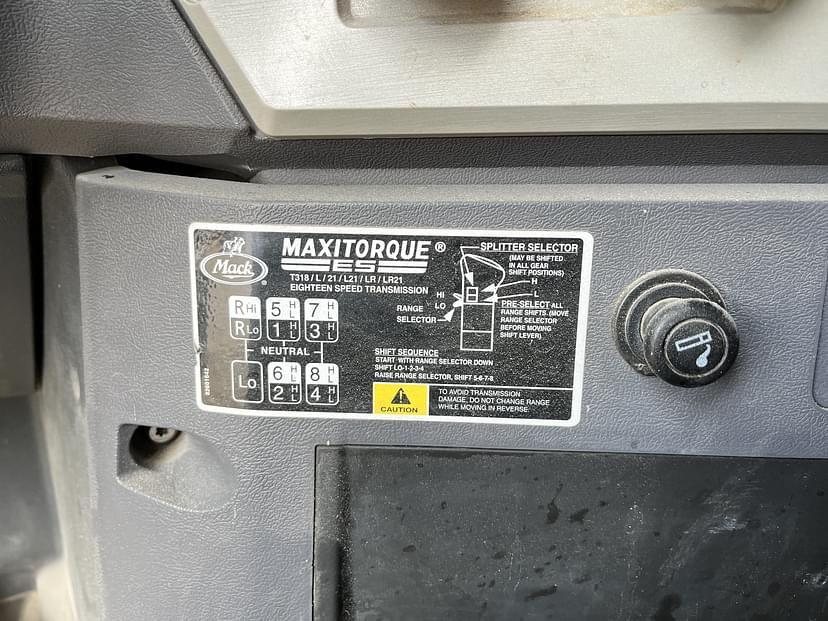 Mack®
MAXITORQUE®
ES
T318 / L / 21 / L21 / LR / LR21
EIGHTEEN SPEED TRANSMISSION
SPLITTER SELECTOR
(MAY BE SHIFTED
IN ALL GEAR
SHIFT POSITIONS)
H
L
HI
LO
RANGE
SELECTOR
PRE-SELECT ALL
RANGE SHIFTS. (MOVE
RANGE SELECTOR
BEFORE MOVING
SHIFT LEVER)
R HI 5 H L 7 H L
R LO 1 H L 3 H L
NEUTRAL
LO 6 H L 8 H L
2 H L 4 H L
SHIFT SEQUENCE
START WITH RANGE SELECTOR DOWN
SHIFT LO-1-2-3-4
RAISE RANGE SELECTOR, SHIFT 5-6-7-8
CAUTION
TO AVOID TRANSMISSION
DAMAGE, DO NOT CHANGE RANGE
WHILE MOVING IN REVERSE.